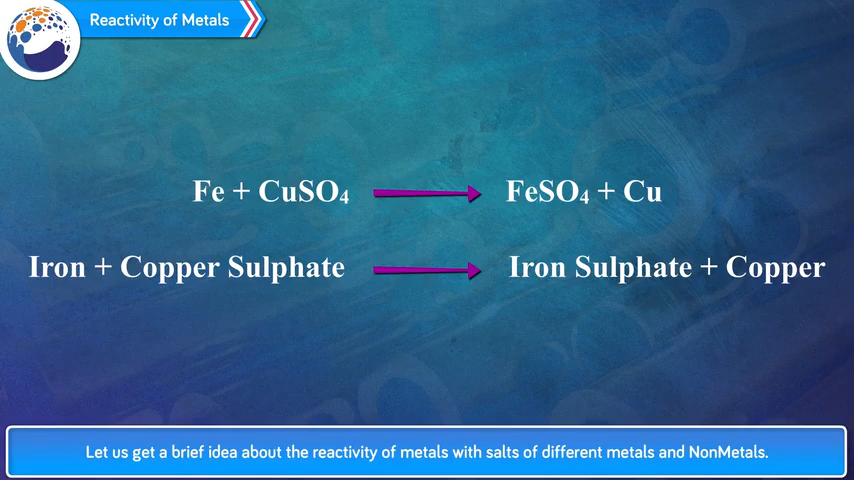 Reactivity of Metals
Fe + CuSO₄ → FeSO₄ + Cu
Iron + Copper Sulphate → Iron Sulphate + Copper
Let us get a brief idea about the reactivity of metals with salts of different metals and NonMetals.